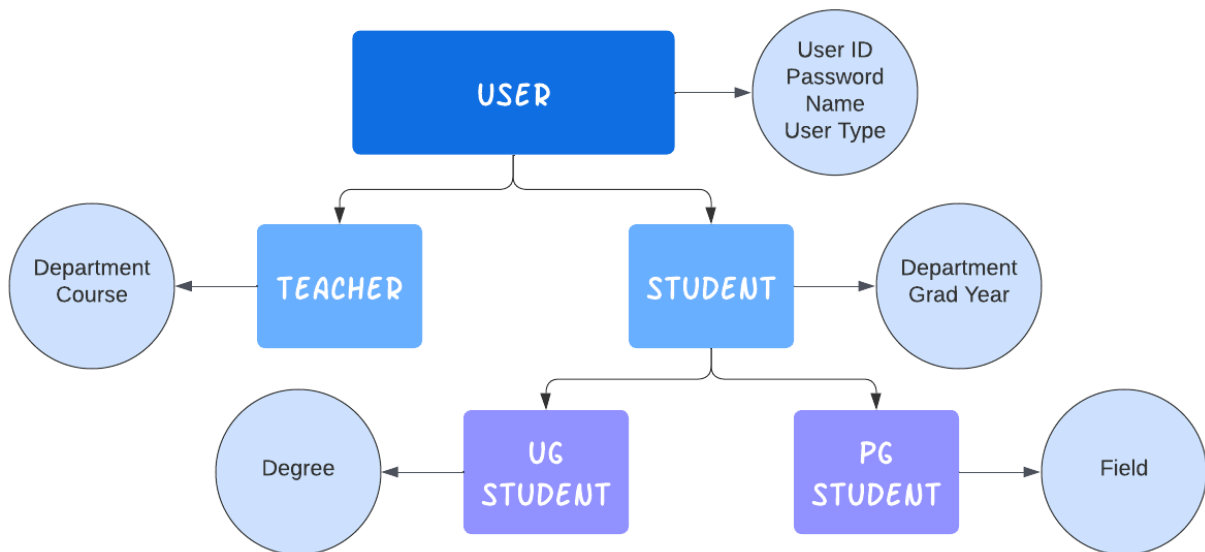 USER
User ID
Password
Name
User Type
Department
Course
TEACHER
STUDENT
Department
Grad Year
Degree
UG
STUDENT
PG
STUDENT
Field